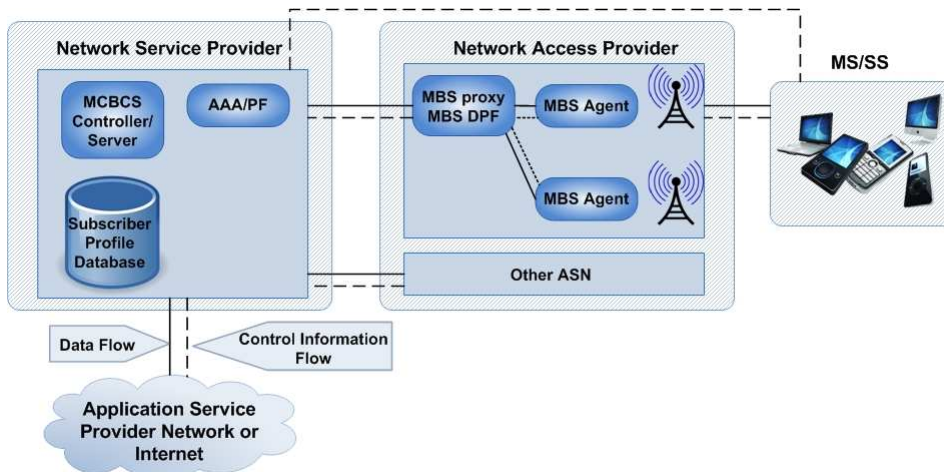 Network Service Provider
Network Access Provider
MS/SS
MCBCS
Controller/
Server
AAA/PF
MBS proxy
MBS DPF
MBS Agent
MBS Agent
Subscriber
Profile
Database
Other ASN
Data Flow
Control Information
Flow
Application Service
Provider Network or
Internet